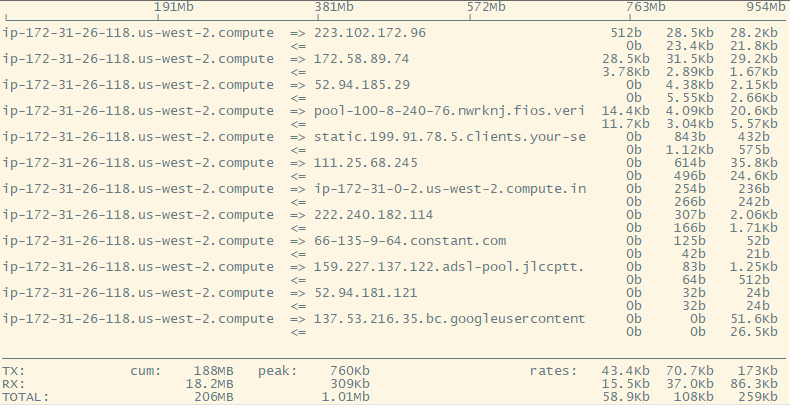 191Mb 381Mb 572Mb 763Mb 954Mb
ip-172-31-26-118.us-west-2.compute => 223.102.172.96 512b 28.5Kb 28.2Kb
<= 0b 23.4Kb 21.8Kb
ip-172-31-26-118.us-west-2.compute => 172.58.89.74 28.5Kb 31.5Kb 29.2Kb
<= 3.78Kb 2.89Kb 1.67Kb
ip-172-31-26-118.us-west-2.compute => 52.94.185.29 0b 4.38Kb 2.15Kb
<= 0b 5.55Kb 2.66Kb
ip-172-31-26-118.us-west-2.compute => pool-100-8-240-76.nwrknj.fios.veri 14.4Kb 4.09Kb 20.6Kb
<= 11.7Kb 3.04Kb 5.57Kb
ip-172-31-26-118.us-west-2.compute => static.199.91.78.5.clients.your-se 0b 843b 432b
<= 0b 1.12Kb 575b
ip-172-31-26-118.us-west-2.compute => 111.25.68.245 0b 614b 35.8Kb
<= 0b 496b 24.6Kb
ip-172-31-26-118.us-west-2.compute => ip-172-31-0-2.us-west-2.compute.in 0b 254b 236b
<= 0b 266b 242b
ip-172-31-26-118.us-west-2.compute => 222.240.182.114 0b 307b 2.06Kb
<= 0b 166b 1.71Kb
ip-172-31-26-118.us-west-2.compute => 66-135-9-64.constant.com 0b 125b 52b
<= 0b 42b 21b
ip-172-31-26-118.us-west-2.compute => 159.227.137.122.adsl-pool.jlccptt. 0b 83b 1.25Kb
<= 0b 64b 512b
ip-172-31-26-118.us-west-2.compute => 52.94.181.121 0b 32b 24b
<= 0b 32b 24b
ip-172-31-26-118.us-west-2.compute => 137.53.216.35.bc.googleusercontent 0b 0b 51.6Kb
<= 0b 0b 26.5Kb
TX: cum: 188MB peak: 760Kb rates: 43.4Kb 70.7Kb 173Kb
RX: 18.2MB 309Kb 15.5Kb 37.0Kb 86.3Kb
TOTAL: 206MB 1.01Mb 58.9Kb 108Kb 259Kb